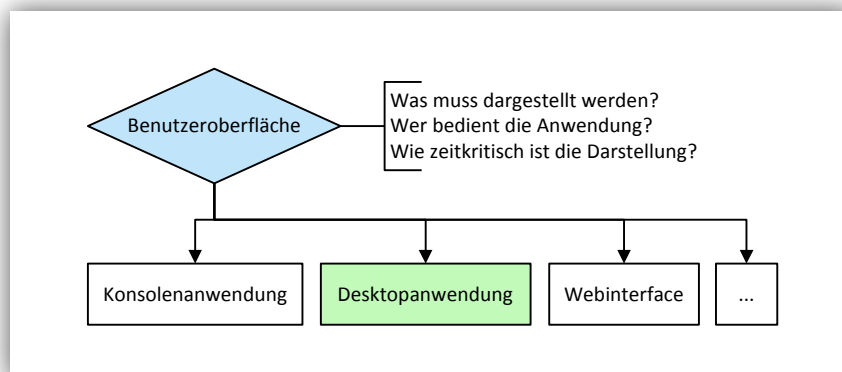 Benutzeroberfläche
Was muss dargestellt werden?
Wer bedient die Anwendung?
Wie zeitkritisch ist die Darstellung?
Konsolenanwendung
Desktopanwendung
Webinterface
...